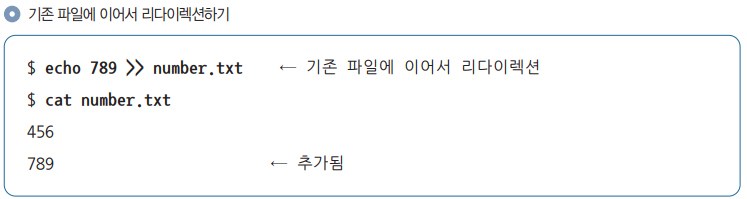 기존 파일에 이어서 리다이렉션하기
$ echo 789 >> number.txt ← 기존 파일에 이어서 리다이렉션
$ cat number.txt
456
789 ← 추가됨